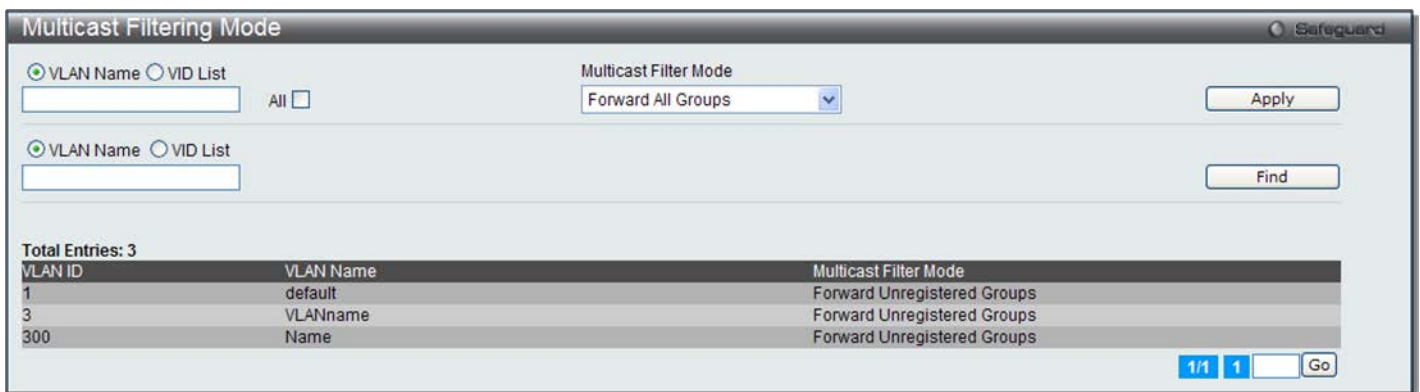 Multicast Filtering Mode Safeguard
VLAN Name VID List Multicast Filter Mode
All Forward All Groups Apply
VLAN Name VID List
Find
Total Entries: 3
VLAN ID VLAN Name Multicast Filter Mode
1 default Forward Unregistered Groups
3 VLANname Forward Unregistered Groups
300 Name Forward Unregistered Groups
1/1 1 Go